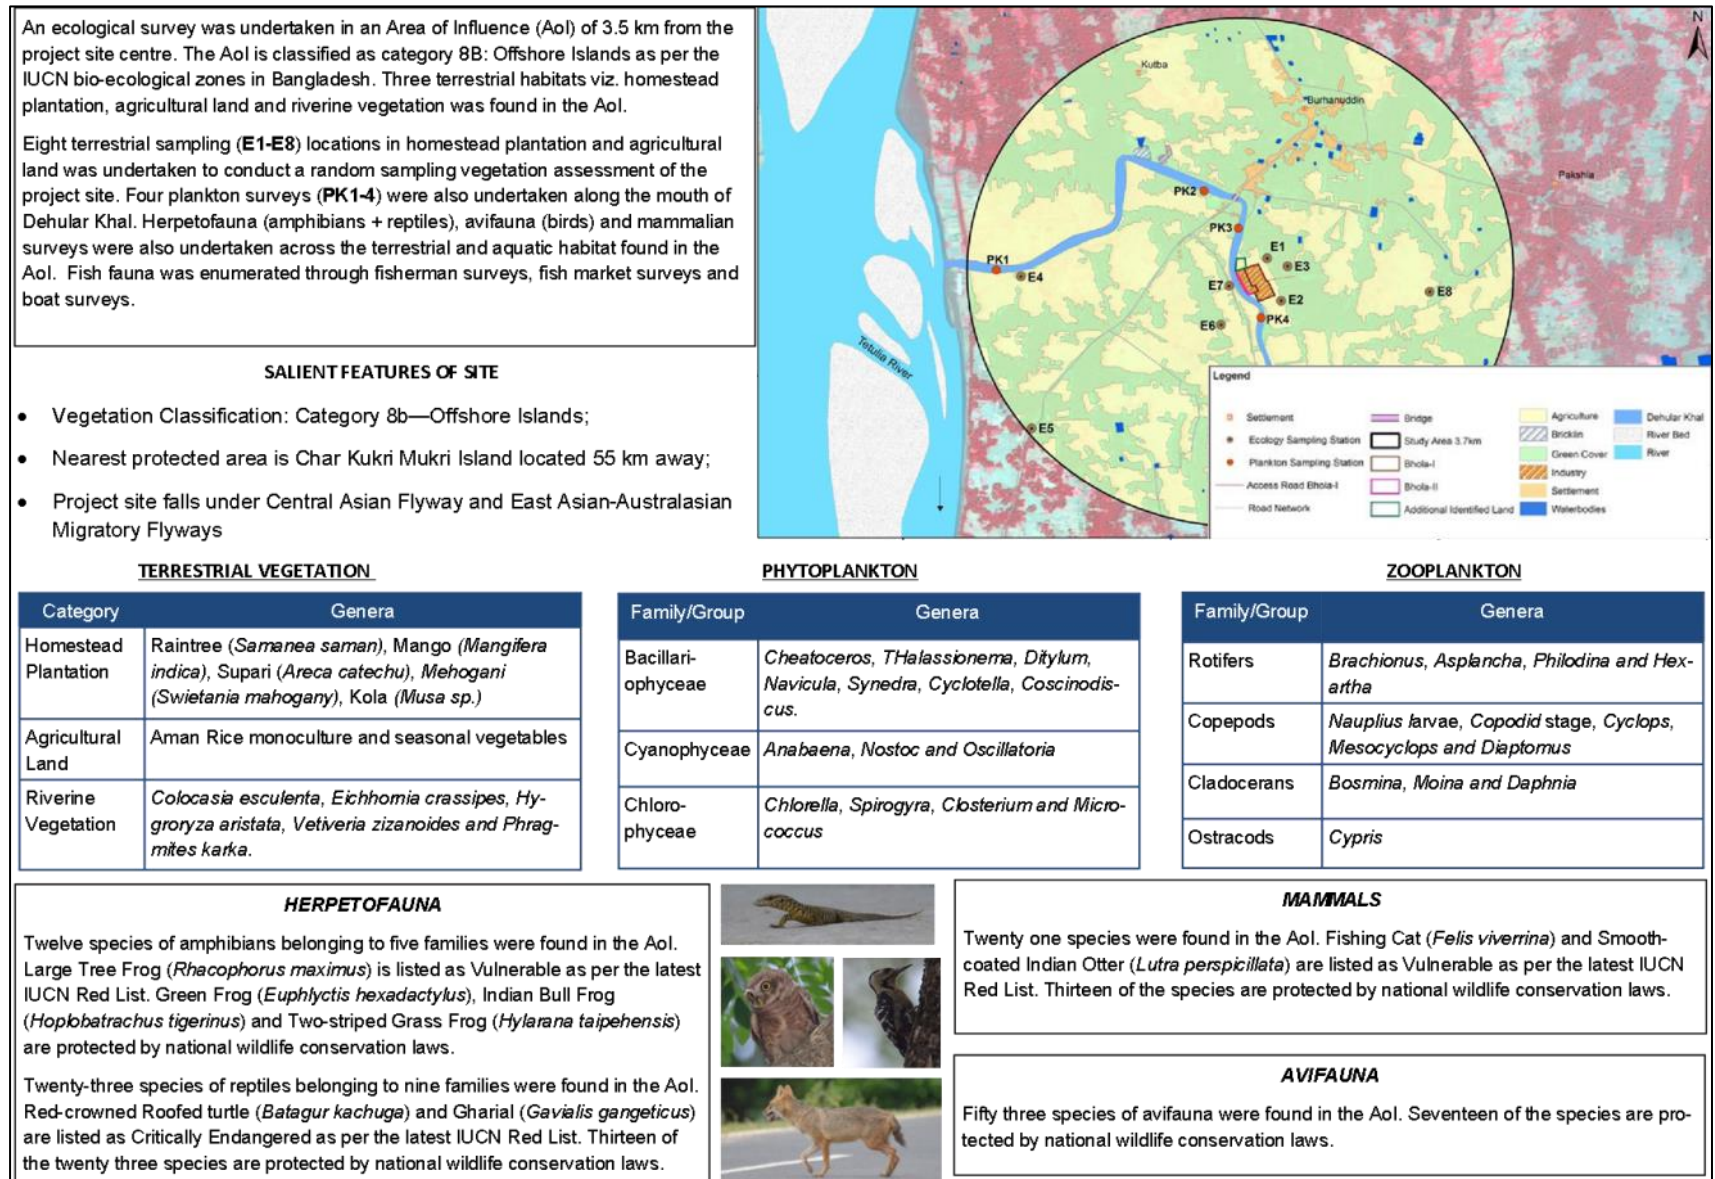 An ecological survey was undertaken in an Area of Influence (AoI) of 3.5 km from the
project site centre. The AoI is classified as category 8B: Offshore Islands as per the
IUCN bio-ecological zones in Bangladesh. Three terrestrial habitats viz. homestead
plantation, agricultural land and riverine vegetation was found in the AoI.
Eight terrestrial sampling (E1-E8) locations in homestead plantation and agricultural
land was undertaken to conduct a random sampling vegetation assessment of the
project site. Four plankton surveys (PK1-4) were also undertaken along the mouth of
Dehular Khal. Herpetofauna (amphibians + reptiles), avifauna (birds) and mammalian
surveys were also undertaken across the terrestrial and aquatic habitat found in the
AoI. Fish fauna was enumerated through fisherman surveys, fish market surveys and
boat surveys.
N
Kutba
Burhanuddin
Pakshia
PK2
PK3
E1
E3
PK1
E4
E7
E2
E8
PK4
E6
E5
Tetulia River
Legend
Settlement
Ecology Sampling Station
Plankton Sampling Station
Access Road Bhola-I
Road Network
Bridge
Study Area 3.7km
Bhola-I
Bhola-II
Additional Identified Land
Agriculture
Bricklin
Green Cover
Industry
Settlement
Waterbodies
Dehular Khal
River Bed
River
SALIENT FEATURES OF SITE
• Vegetation Classification: Category 8b—Offshore Islands;
• Nearest protected area is Char Kukri Mukri Island located 55 km away;
• Project site falls under Central Asian Flyway and East Asian-Australasian
Migratory Flyways
TERRESTRIAL VEGETATION
Category Genera
Homestead
Plantation
Raintree (Samanea saman), Mango (Mangifera
indica), Supari (Areca catechu), Mehogani
(Swietania mahogany), Kola (Musa sp.)
Agricultural
Land
Aman Rice monoculture and seasonal vegetables
Riverine
Vegetation
Colocasia esculenta, Eichhornia crassipes, Hy-
groryza aristata, Vetiveria zizanoides and Phrag-
mites karka.
PHYTOPLANKTON
Family/Group Genera
Bacillari-
ophyceae
Cheatoceros, THalassionema, Ditylum,
Navicula, Synedra, Cyclotella, Coscinodis-
cus.
Cyanophyceae Anabaena, Nostoc and Oscillatoria
Chloro-
phyceae
Chlorella, Spirogyra, Closterium and Micro-
coccus
ZOOPLANKTON
Family/Group Genera
Rotifers
Brachionus, Asplancha, Philodina and Hex-
artha
Copepods
Nauplius larvae, Copodid stage, Cyclops,
Mesocyclops and Diaptomus
Cladocerans Bosmina, Moina and Daphnia
Ostracods Cypris
HERPETOFAUNA
Twelve species of amphibians belonging to five families were found in the AoI.
Large Tree Frog (Rhacophorus maximus) is listed as Vulnerable as per the latest
IUCN Red List. Green Frog (Euphlyctis hexadactylus), Indian Bull Frog
(Hoplobatrachus tigerinus) and Two-striped Grass Frog (Hylarana taipehensis)
are protected by national wildlife conservation laws.
Twenty-three species of reptiles belonging to nine families were found in the AoI.
Red-crowned Roofed turtle (Batagur kachuga) and Gharial (Gavialis gangeticus)
are listed as Critically Endangered as per the latest IUCN Red List. Thirteen of
the twenty three species are protected by national wildlife conservation laws.
MAMMALS
Twenty one species were found in the AoI. Fishing Cat (Felis viverrina) and Smooth-
coated Indian Otter (Lutra perspicillata) are listed as Vulnerable as per the latest IUCN
Red List. Thirteen of the species are protected by national wildlife conservation laws.
AVIFAUNA
Fifty three species of avifauna were found in the AoI. Seventeen of the species are pro-
tected by national wildlife conservation laws.